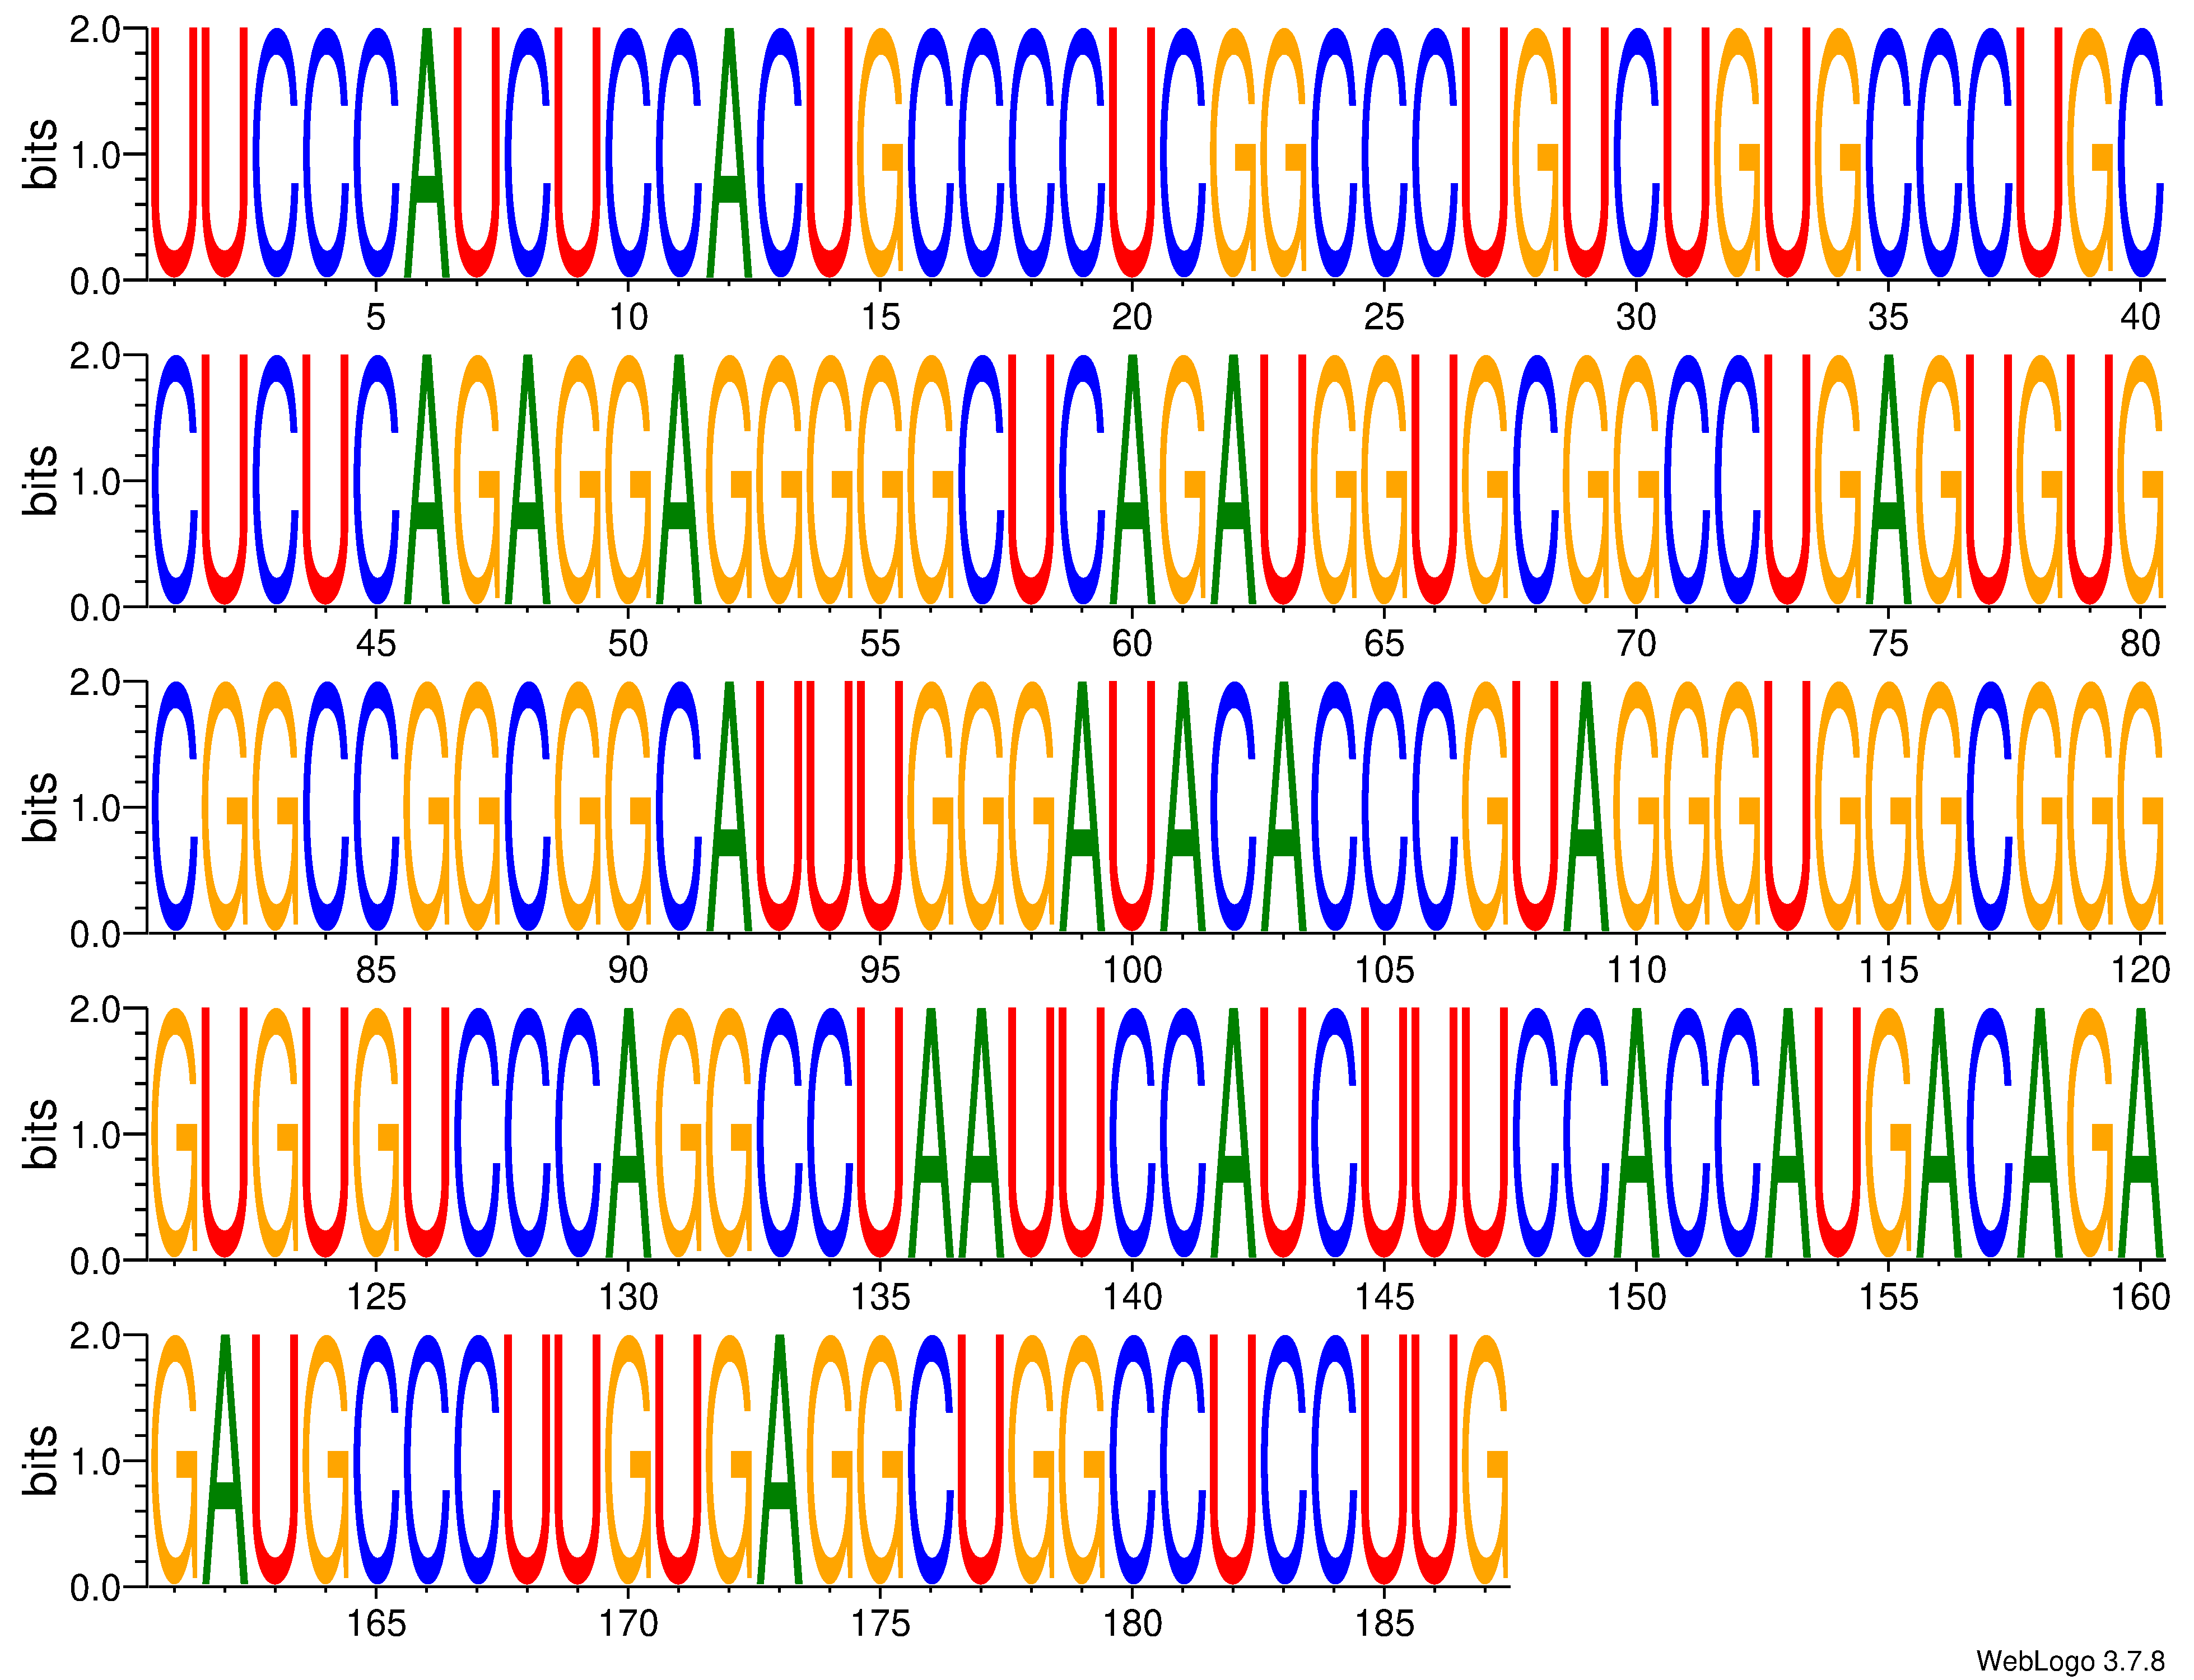 2.0
1.0
0.0
bits
UUCCCAUCUCCACUGCCCCUCGGCCCUGUCUGUGCCCUGC
5 10 15 20 25 30 35 40
2.0
1.0
0.0
bits
CUCUCAGAGGAGGGGGCUCAGAUGGUGCGGCCUGAGUGUG
45 50 55 60 65 70 75 80
2.0
1.0
0.0
bits
CGGCCGGCGGCAUUUGGGAUACACCCGUAGGGUGGGCGGG
85 90 95 100 105 110 115 120
2.0
1.0
0.0
bits
GUGUGUCCCAGGCCUAAUUCCAUCUUUCCACCAUGACAGA
125 130 135 140 145 150 155 160
2.0
1.0
0.0
bits
GAUGCCCUUGUGAGGCUGGCCUCCUUG
165 170 175 180 185
WebLogo 3.7.8